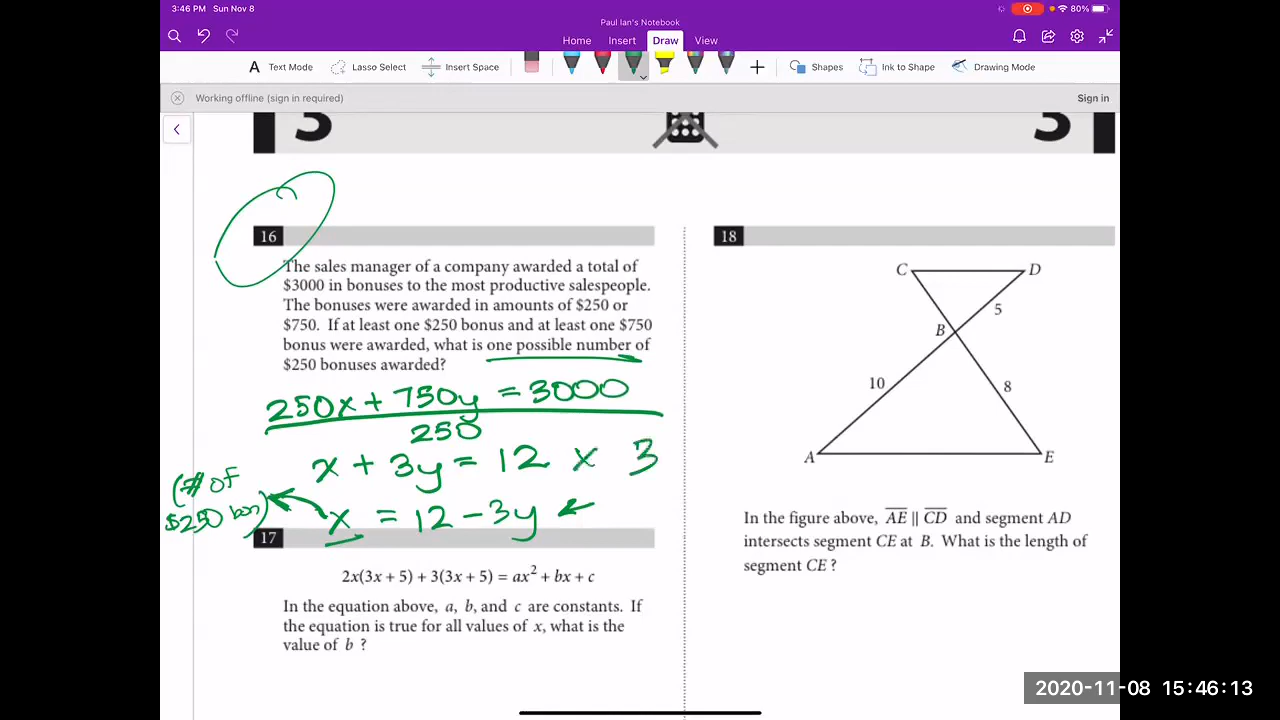 3:46 PM Sun Nov 8
80%
Paul Ian's Notebook
Home Insert Draw View
Text Mode Lasso Select Insert Space Shapes Ink to Shape Drawing Mode
Working offline (sign in required) Sign in
3 3
16
The sales manager of a company awarded a total of
$3000 in bonuses to the most productive salespeople.
The bonuses were awarded in amounts of $250 or
$750. If at least one $250 bonus and at least one $750
bonus were awarded, what is one possible number of
$250 bonuses awarded?
250x + 750y = 3000
250
x + 3y = 12 x 3
(# of
$250 bon)
x = 12 - 3y
17
2x(3x + 5) + 3(3x + 5) = ax² + bx + c
In the equation above, a, b, and c are constants. If
the equation is true for all values of x, what is the
value of b ?
18
C D
5
B
10 8
A E
In the figure above, A̅E̅ || C̅D̅ and segment AD
intersects segment CE at B. What is the length of
segment CE ?
2020-11-08 15:46:13